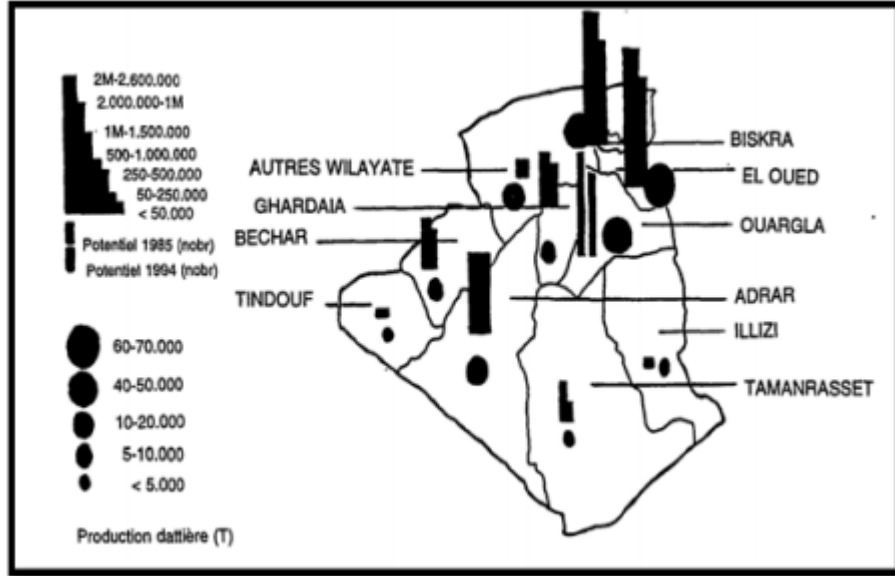 2M-2.600.000
2.000.000-1M
1M-1.500.000
500-1.000.000
250-500.000
50-250.000
< 50.000
Potentiel 1985 (nobr)
Potentiel 1994 (nobr)
60-70.000
40-50.000
10-20.000
5-10.000
< 5.000
Production dattière (T)
AUTRES WILAYATE
GHARDAIA
BECHAR
TINDOUF
BISKRA
EL OUED
OUARGLA
ADRAR
ILLIZI
TAMANRASSET